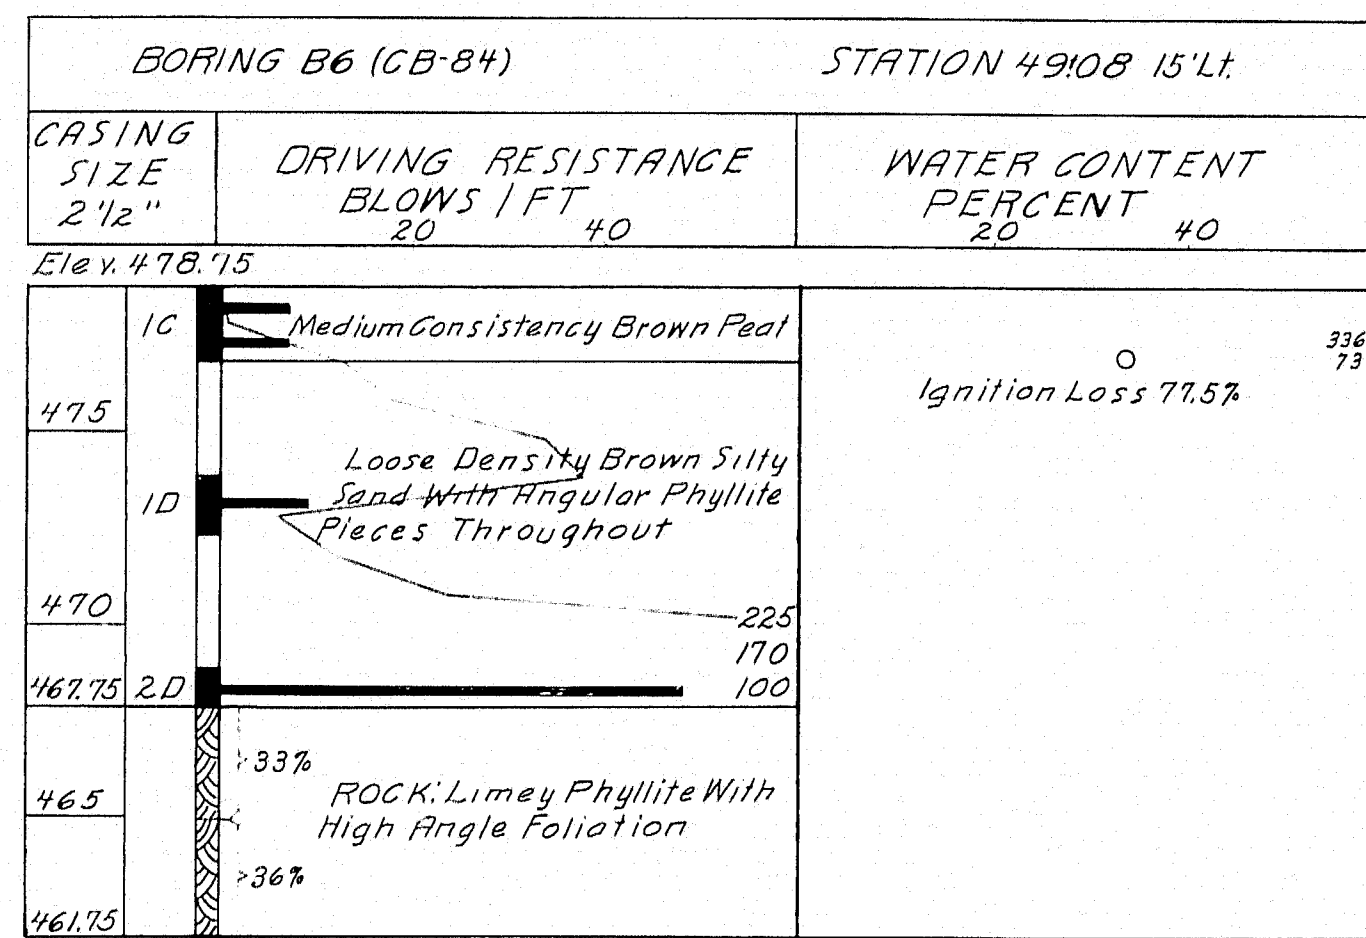 BORING B6 (CB-84) STATION 49!08 15'Lt.
CASING
SIZE
2 1/2"
DRIVING RESISTANCE
BLOWS / FT
20 40
WATER CONTENT
PERCENT
20 40
Elev. 478.75
1C Medium Consistency Brown Peat
336
73
Ignition Loss 77.5%
475
Loose Density Brown Silty
1D Sand With Angular Phyllite
Pieces Throughout
470
225
170
467.75 2D 100
33%
465 ROCK: Limey Phyllite With
High Angle Foliation
>36%
461.75